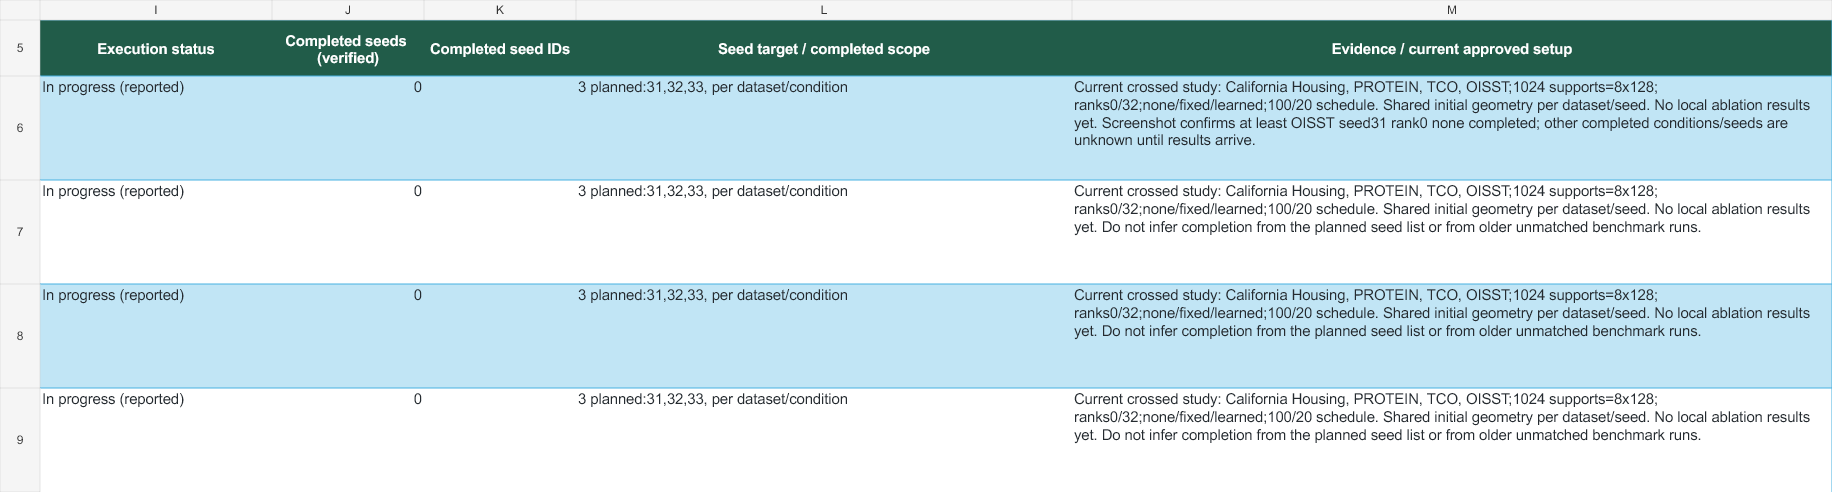 I J K L M
5 Execution status Completed seeds (verified) Completed seed IDs Seed target / completed scope Evidence / current approved setup
6 In progress (reported) 0 3 planned:31,32,33, per dataset/condition Current crossed study: California Housing, PROTEIN, TCO, OISST;1024 supports=8x128;
ranks0/32;none/fixed/learned;100/20 schedule. Shared initial geometry per dataset/seed. No local ablation results
yet. Screenshot confirms at least OISST seed31 rank0 none completed; other completed conditions/seeds are
unknown until results arrive.
7 In progress (reported) 0 3 planned:31,32,33, per dataset/condition Current crossed study: California Housing, PROTEIN, TCO, OISST;1024 supports=8x128;
ranks0/32;none/fixed/learned;100/20 schedule. Shared initial geometry per dataset/seed. No local ablation results
yet. Do not infer completion from the planned seed list or from older unmatched benchmark runs.
8 In progress (reported) 0 3 planned:31,32,33, per dataset/condition Current crossed study: California Housing, PROTEIN, TCO, OISST;1024 supports=8x128;
ranks0/32;none/fixed/learned;100/20 schedule. Shared initial geometry per dataset/seed. No local ablation results
yet. Do not infer completion from the planned seed list or from older unmatched benchmark runs.
9 In progress (reported) 0 3 planned:31,32,33, per dataset/condition Current crossed study: California Housing, PROTEIN, TCO, OISST;1024 supports=8x128;
ranks0/32;none/fixed/learned;100/20 schedule. Shared initial geometry per dataset/seed. No local ablation results
yet. Do not infer completion from the planned seed list or from older unmatched benchmark runs.